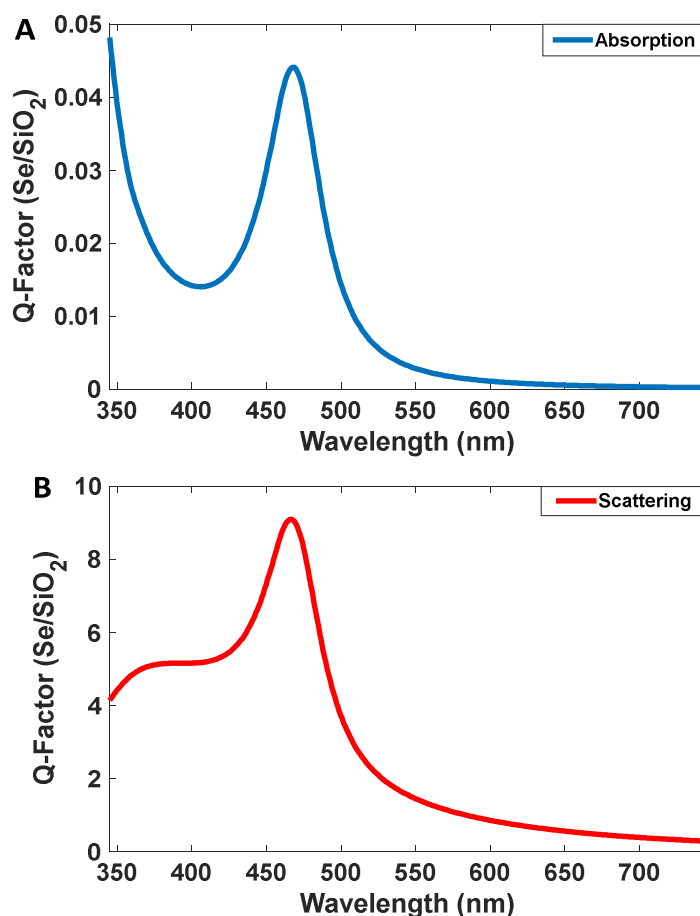 A
Absorption
Q-Factor (Se/SiO2)
0.05
0.04
0.03
0.02
0.01
0
350 400 450 500 550 600 650 700
Wavelength (nm)
B
Scattering
Q-Factor (Se/SiO2)
10
8
6
4
2
0
350 400 450 500 550 600 650 700
Wavelength (nm)